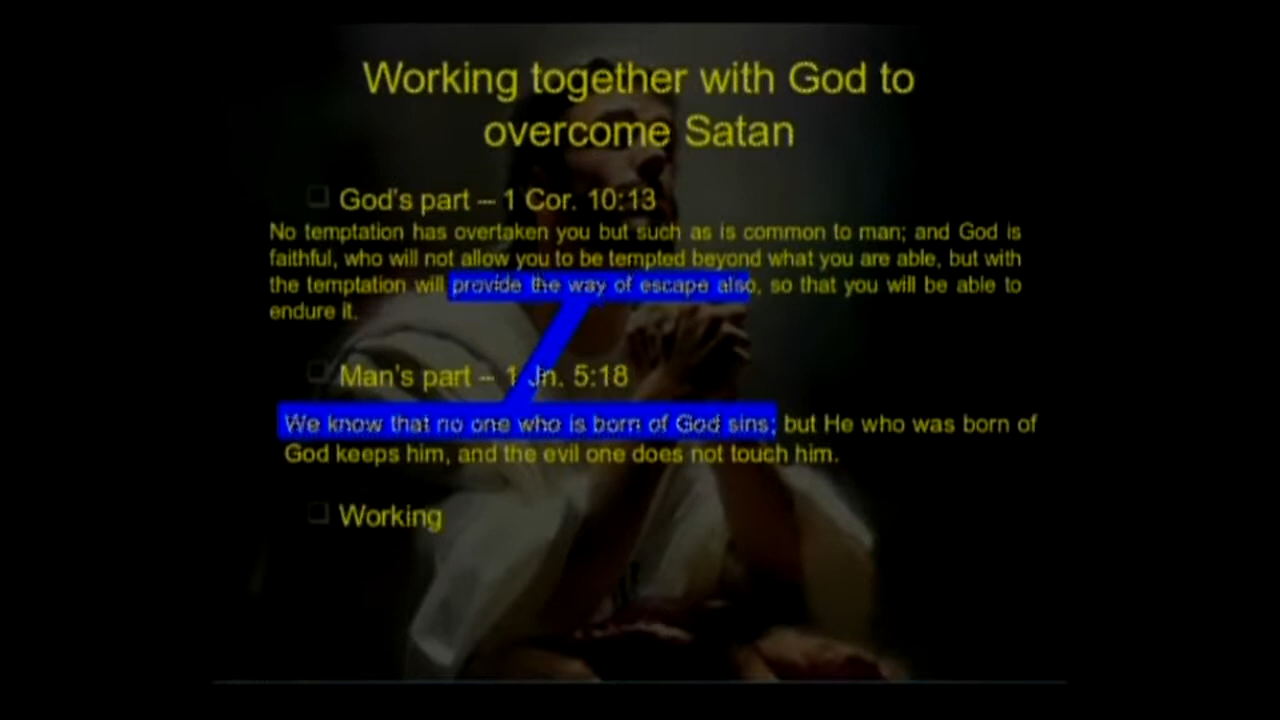 Working together with God to
overcome Satan
God's part – 1 Cor. 10:13
No temptation has overtaken you but such as is common to man; and God is
faithful, who will not allow you to be tempted beyond what you are able, but with
the temptation will provide the way of escape also, so that you will be able to
endure it.
Man's part – 1 Jn. 5:18
We know that no one who is born of God sins; but He who was born of
God keeps him, and the evil one does not touch him.
Working